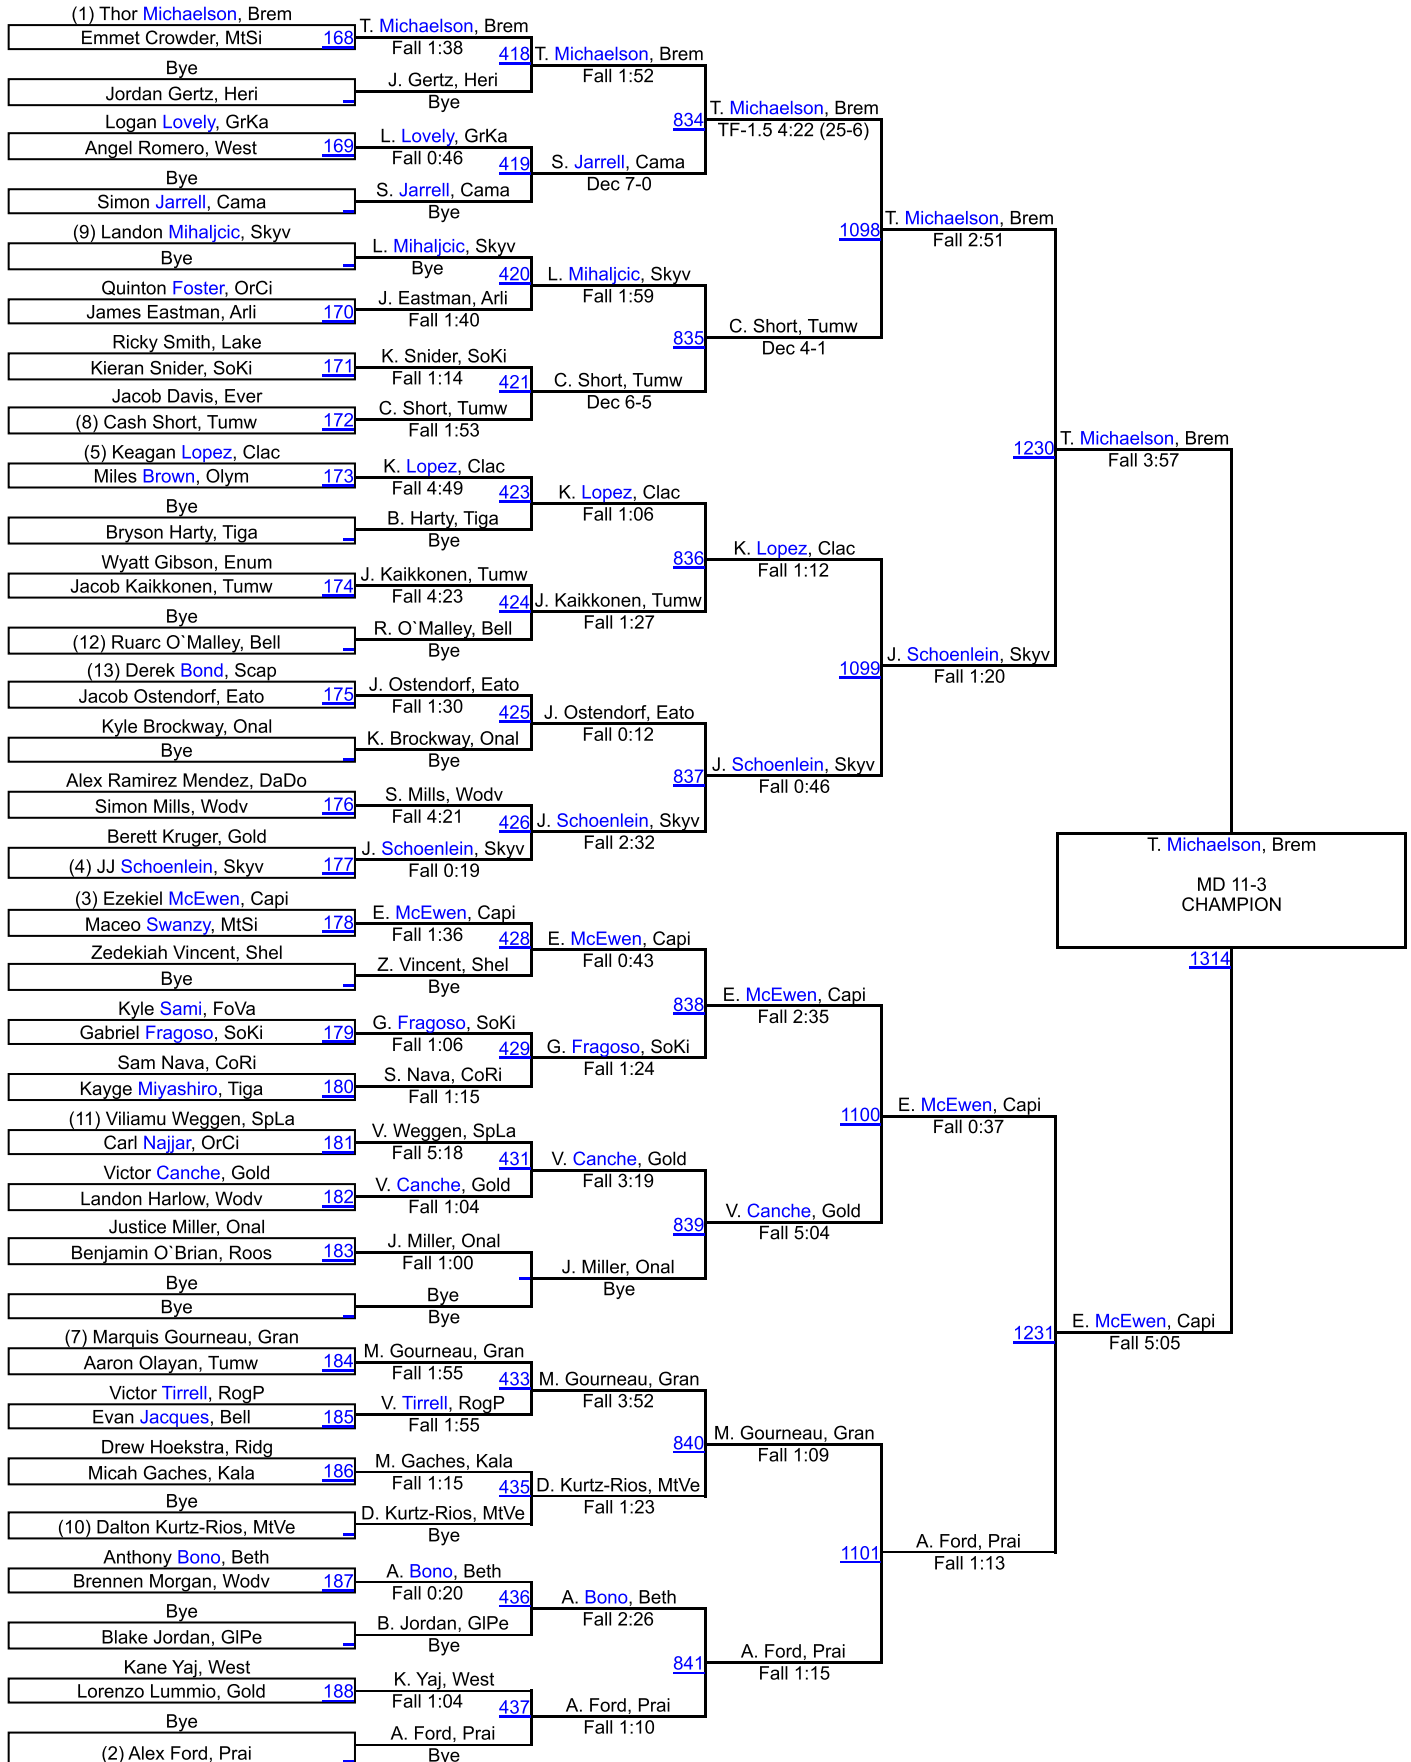 (1) Thor Michaelson, Brem
Emmet Crowder, MtSi 168
Bye
Jordan Gertz, Heri
Logan Lovely, GrKa
Angel Romero, West 169
Bye
Simon Jarrell, Cama
(9) Landon Mihaljcic, Skyv
Bye
Quinton Foster, OrCi
James Eastman, Arli 170
Ricky Smith, Lake
Kieran Snider, SoKi 171
Jacob Davis, Ever
(8) Cash Short, Tumw 172
(5) Keagan Lopez, Clac
Miles Brown, Olym 173
Bye
Bryson Harty, Tiga
Wyatt Gibson, Enum
Jacob Kaikkonen, Tumw 174
Bye
(12) Ruarc O`Malley, Bell
(13) Derek Bond, Scap
Jacob Ostendorf, Eato 175
Kyle Brockway, Onal
Bye
Alex Ramirez Mendez, DaDo
Simon Mills, Wodv 176
Berett Kruger, Gold
(4) JJ Schoenlein, Skyv 177
(3) Ezekiel McEwen, Capi
Maceo Swanzy, MtSi 178
Zedekiah Vincent, Shel
Bye
Kyle Sami, FoVa
Gabriel Fragoso, SoKi 179
Sam Nava, CoRi
Kayge Miyashiro, Tiga 180
(11) Viliamu Weggen, SpLa
Carl Najjar, OrCi 181
Victor Canche, Gold
Landon Harlow, Wodv 182
Justice Miller, Onal
Benjamin O`Brian, Roos 183
Bye
Bye
(7) Marquis Gourneau, Gran
Aaron Olayan, Tumw 184
Victor Tirrell, RogP
Evan Jacques, Bell 185
Drew Hoekstra, Ridg
Micah Gaches, Kala 186
Bye
(10) Dalton Kurtz-Rios, MtVe
Anthony Bono, Beth
Brennen Morgan, Wodv 187
Bye
Blake Jordan, GlPe
Kane Yaj, West
Lorenzo Lummio, Gold 188
Bye
(2) Alex Ford, Prai
T. Michaelson, Brem
Fall 1:38
418
J. Gertz, Heri
Bye
L. Lovely, GrKa
Fall 0:46
419
S. Jarrell, Cama
Bye
L. Mihaljcic, Skyv
Bye
420
J. Eastman, Arli
Fall 1:40
K. Snider, SoKi
Fall 1:14
421
C. Short, Tumw
Fall 1:53
K. Lopez, Clac
Fall 4:49
423
B. Harty, Tiga
Bye
J. Kaikkonen, Tumw
Fall 4:23
424
R. O`Malley, Bell
Bye
J. Ostendorf, Eato
Fall 1:30
425
K. Brockway, Onal
Bye
S. Mills, Wodv
Fall 4:21
426
J. Schoenlein, Skyv
Fall 0:19
E. McEwen, Capi
Fall 1:36
428
Z. Vincent, Shel
Bye
G. Fragoso, SoKi
Fall 1:06
429
S. Nava, CoRi
Fall 1:15
V. Weggen, SpLa
Fall 5:18
431
V. Canche, Gold
Fall 1:04
J. Miller, Onal
Fall 1:00
Bye
Bye
M. Gourneau, Gran
Fall 1:55
433
V. Tirrell, RogP
Fall 1:55
M. Gaches, Kala
Fall 1:15
435
D. Kurtz-Rios, MtVe
Bye
A. Bono, Beth
Fall 0:20
436
B. Jordan, GlPe
Bye
K. Yaj, West
Fall 1:04
437
A. Ford, Prai
Bye
T. Michaelson, Brem
Fall 1:52
834
S. Jarrell, Cama
Dec 7-0
L. Mihaljcic, Skyv
Fall 1:59
835
C. Short, Tumw
Dec 6-5
K. Lopez, Clac
Fall 1:06
836
J. Kaikkonen, Tumw
Fall 1:27
J. Ostendorf, Eato
Fall 0:12
837
J. Schoenlein, Skyv
Fall 2:32
E. McEwen, Capi
Fall 0:43
838
G. Fragoso, SoKi
Fall 1:24
V. Canche, Gold
Fall 3:19
839
J. Miller, Onal
Bye
M. Gourneau, Gran
Fall 3:52
840
D. Kurtz-Rios, MtVe
Fall 1:23
A. Bono, Beth
Fall 2:26
841
A. Ford, Prai
Fall 1:10
T. Michaelson, Brem
TF-1.5 4:22 (25-6)
1098
C. Short, Tumw
Dec 4-1
K. Lopez, Clac
Fall 1:12
1099
J. Schoenlein, Skyv
Fall 0:46
E. McEwen, Capi
Fall 2:35
1100
V. Canche, Gold
Fall 5:04
M. Gourneau, Gran
Fall 1:09
1101
A. Ford, Prai
Fall 1:15
T. Michaelson, Brem
Fall 2:51
1230
J. Schoenlein, Skyv
Fall 1:20
E. McEwen, Capi
Fall 0:37
1231
A. Ford, Prai
Fall 1:13
T. Michaelson, Brem
Fall 3:57
E. McEwen, Capi
Fall 5:05
T. Michaelson, Brem
MD 11-3
CHAMPION
1314